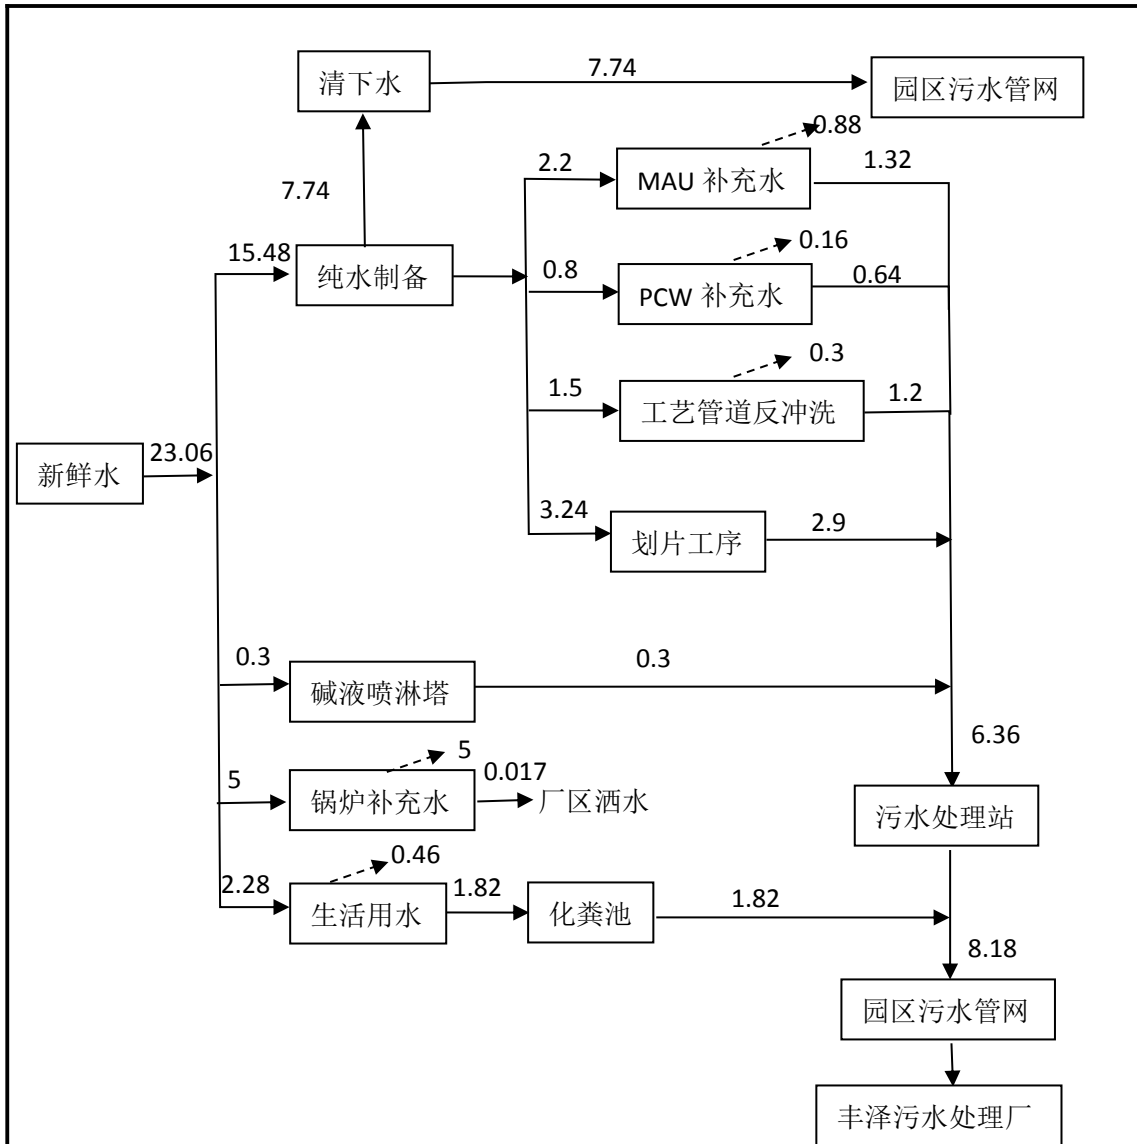 7.74
清下水
园区污水管网
0.88
2.2
MAU 补充水
1.32
7.74
15.48
纯水制备
0.16
0.8
PCW 补充水
0.64
0.3
1.5
工艺管道反冲洗
1.2
新鲜水
23.06
3.24
划片工序
2.9
0.3
碱液喷淋塔
0.3
6.36
5
5
锅炉补充水
0.017
厂区洒水
污水处理站
0.46
2.28
生活用水
1.82
化粪池
1.82
8.18
园区污水管网
丰泽污水处理厂